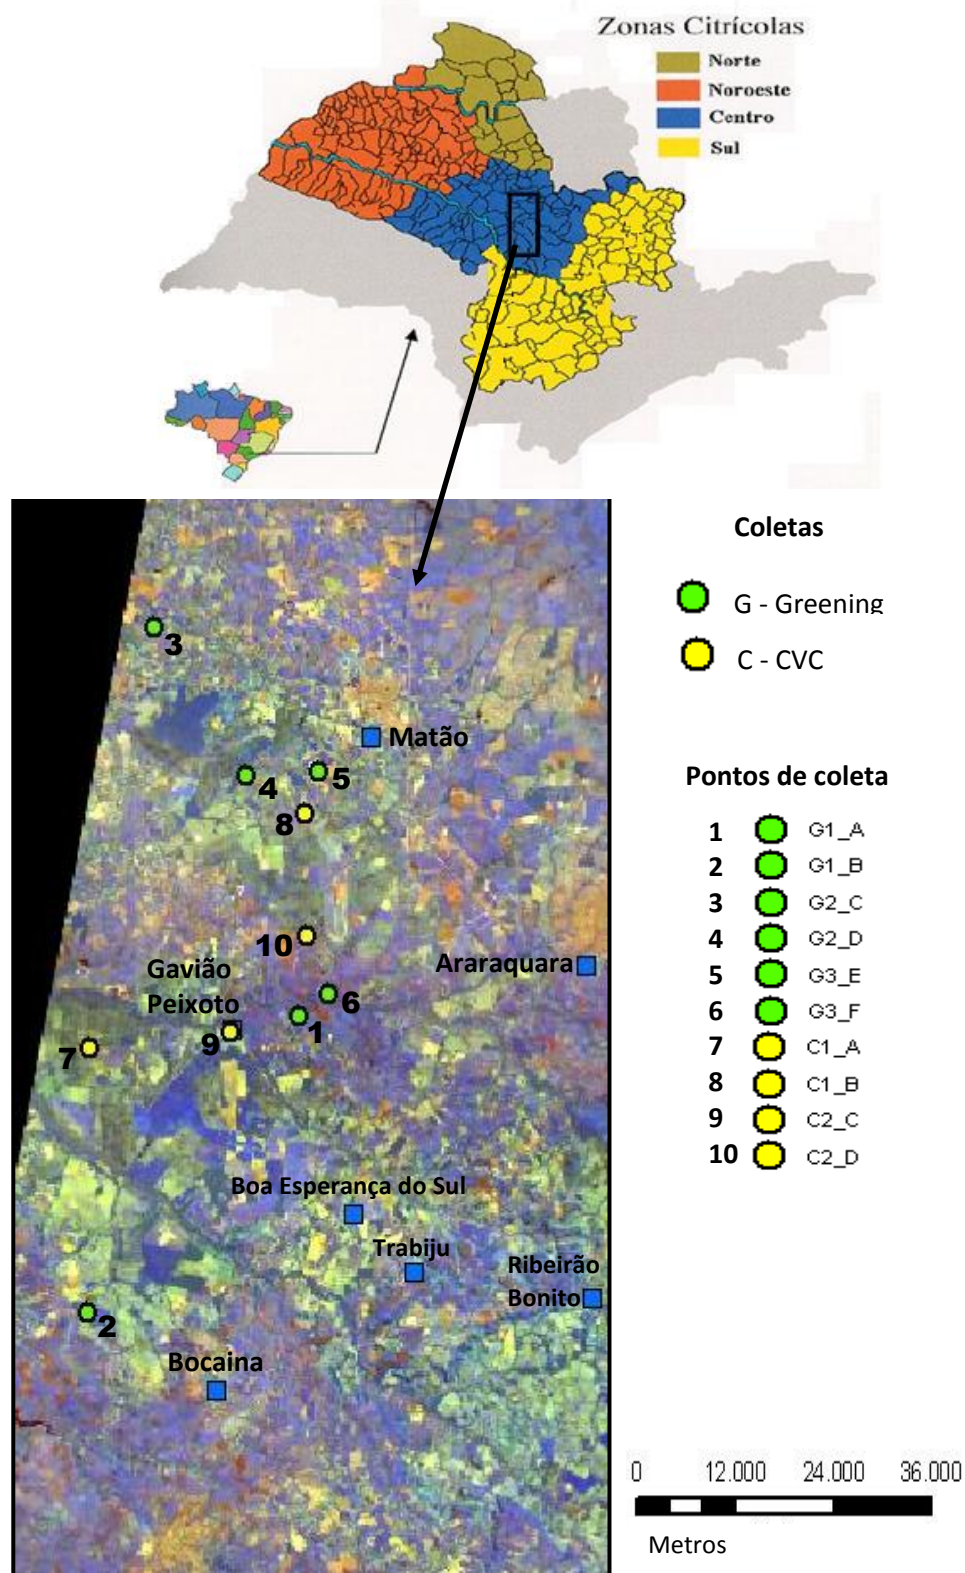 Zonas Citrícolas
Norte
Noroeste
Centro
Sul
Coletas
G - Greening
C - CVC
3
Matão
4
5
8
10
Gavião
Peixoto
Araraquara
6
1
9
7
Boa Esperança do Sul
Trabiju
Ribeirão
Bonito
2
Bocaina
Pontos de coleta
1 G1_A
2 G1_B
3 G2_C
4 G2_D
5 G3_E
6 G3_F
7 C1_A
8 C1_B
9 C2_C
10 C2_D
0 12.000 24.000 36.000
Metros